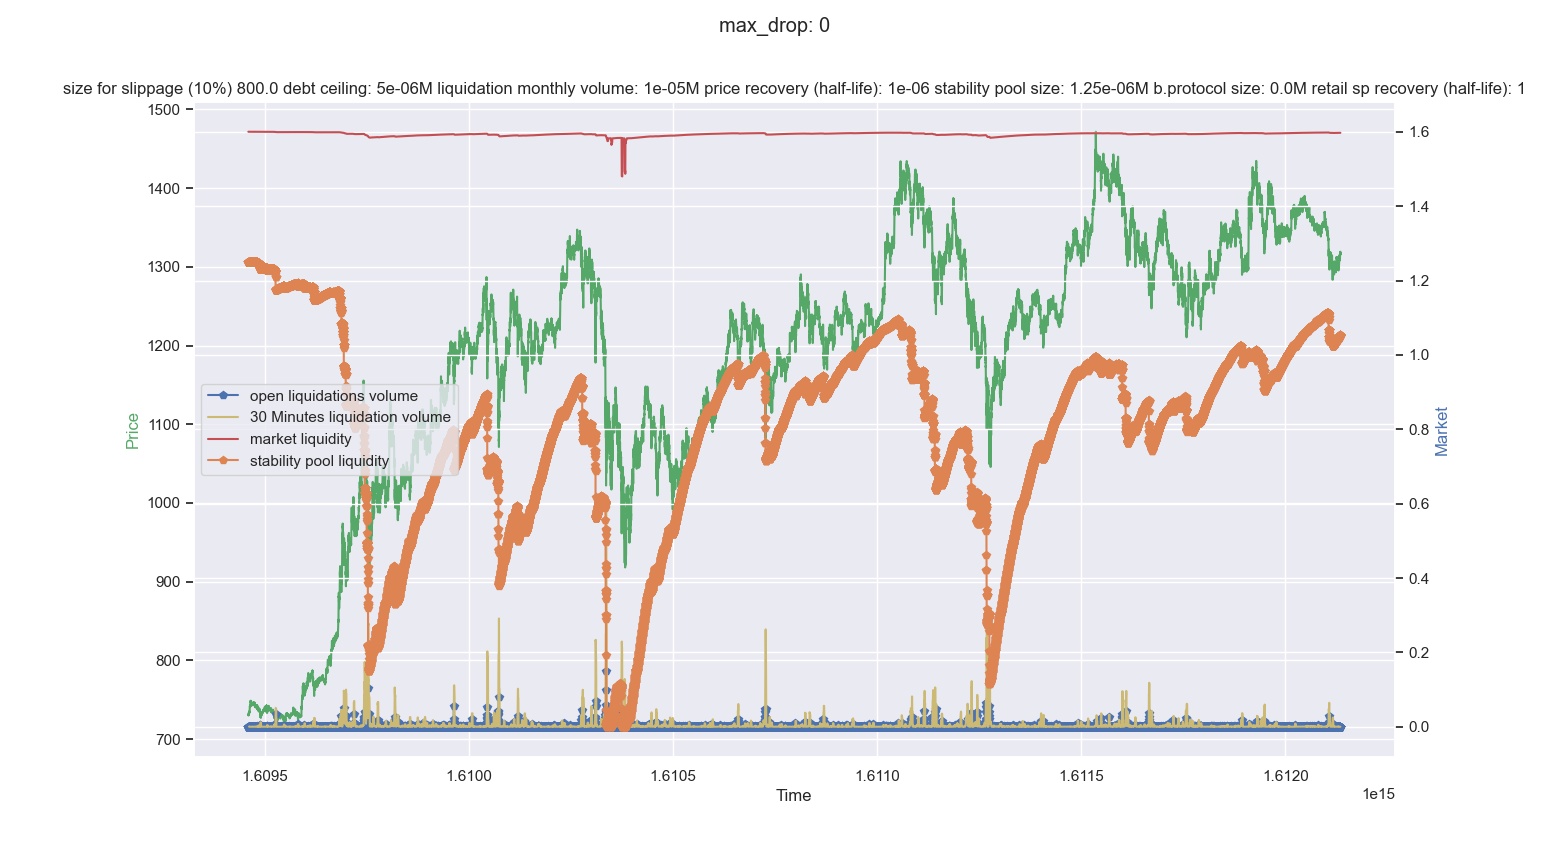 max_drop: 0
size for slippage (10%) 800.0 debt ceiling: 5e-06M liquidation monthly volume: 1e-05M price recovery (half-life): 1e-06 stability pool size: 1.25e-06M b.protocol size: 0.0M retail sp recovery (half-life): 1
1500
1400
1300
1200
1100
1000
900
800
700
Price
open liquidations volume
30 Minutes liquidation volume
market liquidity
stability pool liquidity
1.6
1.4
1.2
1.0
0.8
0.6
0.4
0.2
0.0
Market
1.6095 1.6100 1.6105 1.6110 1.6115 1.6120
Time
1e15